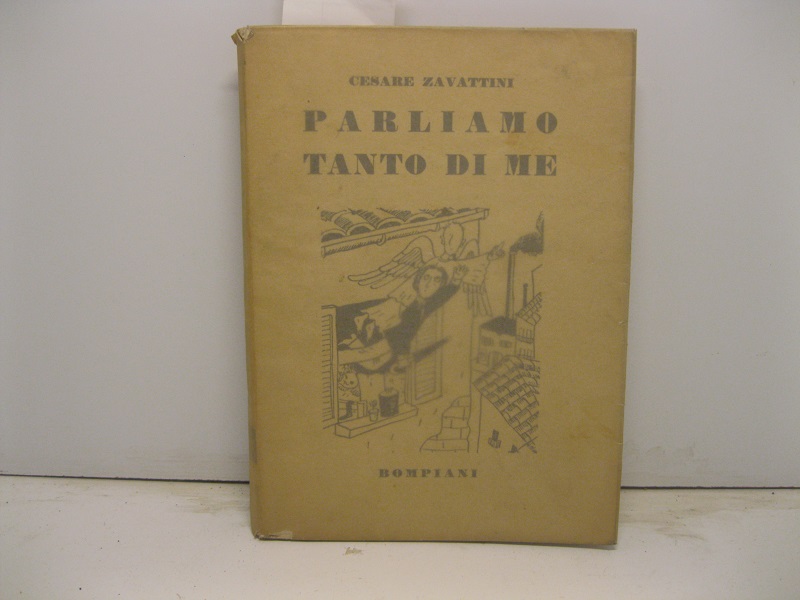 CESARE ZAVATTINI
PARLIAMO
TANTO DI ME
BOMPIANI